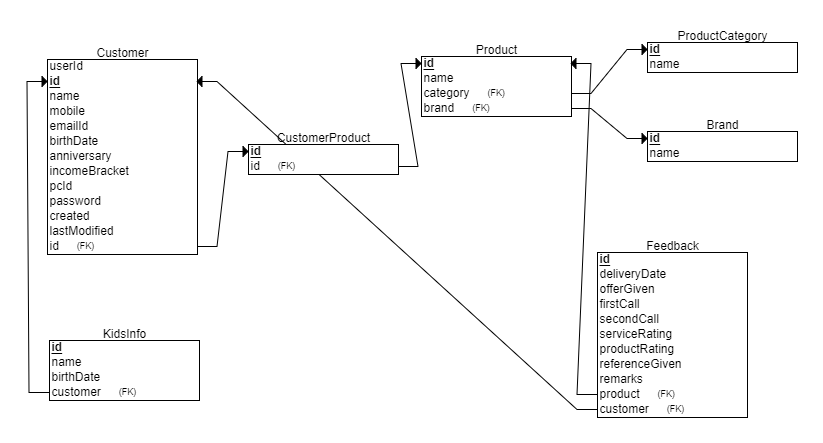 Customer
userId
id
name
mobile
emailId
birthDate
anniversary
incomeBracket
pcId
password
created
lastModified
id (FK)
CustomerProduct
id
id (FK)
Product
id
name
category (FK)
brand (FK)
ProductCategory
id
name
Brand
id
name
KidsInfo
id
name
birthDate
customer (FK)
Feedback
id
deliveryDate
offerGiven
firstCall
secondCall
serviceRating
productRating
referenceGiven
remarks
product (FK)
customer (FK)